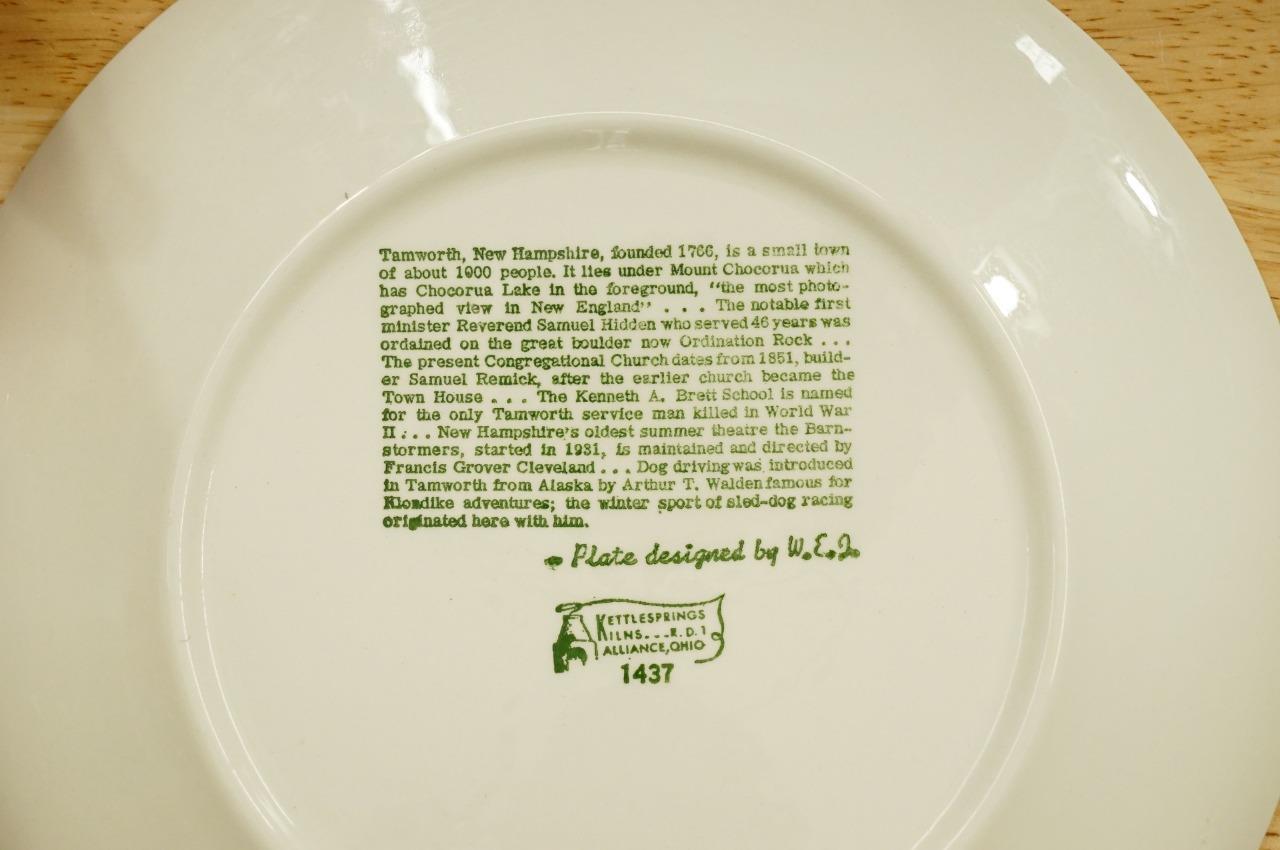 Tamworth, New Hampshire, founded 1766, is a small town
of about 1000 people. It lies under Mount Chocorua which
has Chocorua Lake in the foreground, "the most photo-
graphed view in New England" . . . The notable first
minister Reverend Samuel Hidden who served 46 years was
ordained on the great boulder now Ordination Rock . . .
The present Congregational Church dates from 1851, build-
er Samuel Remick, after the earlier church became the
Town House . . . The Kenneth A. Brett School is named
for the only Tamworth service man killed in World War
II . . . New Hampshire's oldest summer theatre the Barn-
stormers, started in 1931, is maintained and directed by
Francis Grover Cleveland . . . Dog driving was introduced
in Tamworth from Alaska by Arthur T. Walden famous for
Klondike adventures; the winter sport of sled-dog racing
originated here with him.
Plate designed by W.E.J.
KETTLESPRINGS
KILNS...R.D.1
ALLIANCE, OHIO
1437